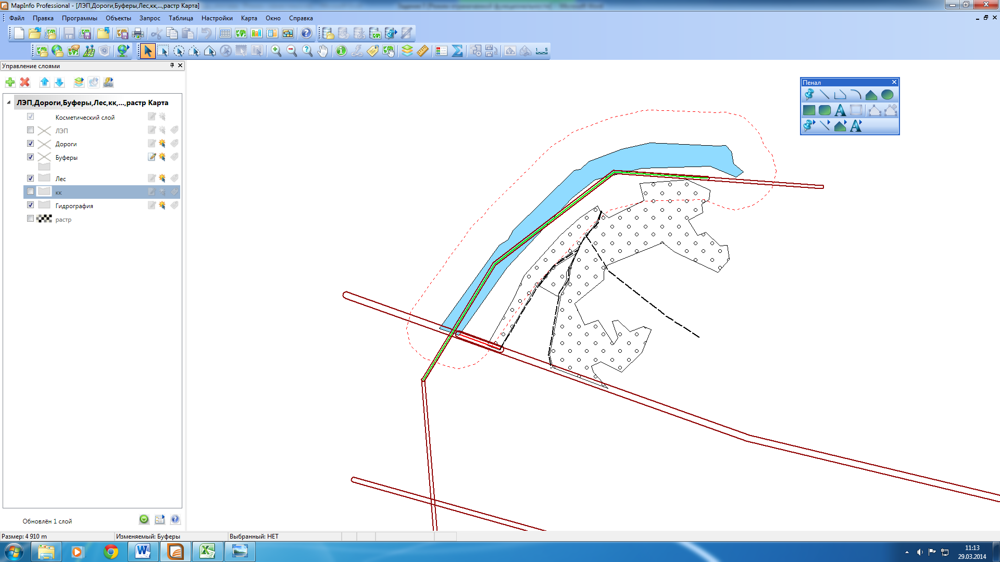 MapInfo Professional - [ЛЭП,Дороги,Буферы,Лес,кк,...,растр Карта]
Файл Правка Программы Объекты Запрос Таблица Настройки Карта Окно Справка
Управление слоями
ЛЭП,Дороги,Буферы,Лес,кк,...,растр Карта
Косметический слой
ЛЭП
Дороги
Буферы
Лес
кк
Гидрография
растр
Обновлён 1 слой
Пенал
Размер: 4 910 m
Изменяемый: Буферы
Выбранный: НЕТ
11:13
29.03.2014